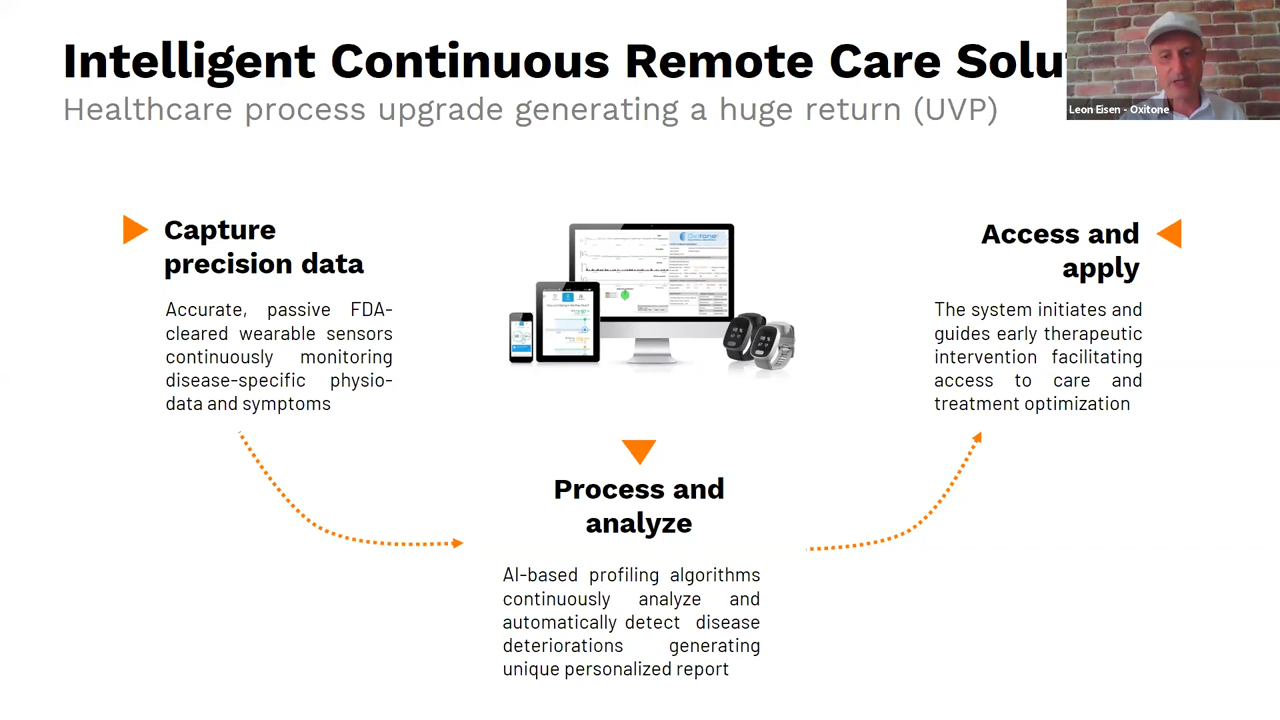 Intelligent Continuous Remote Care Solu
Healthcare process upgrade generating a huge return (UVP)
Leon Eisen - Oxitone
Capture
precision data
Accurate, passive FDA-
cleared wearable sensors
continuously monitoring
disease-specific physio-
data and symptoms
Process and
analyze
AI-based profiling algorithms
continuously analyze and
automatically detect disease
deteriorations generating
unique personalized report
Access and
apply
The system initiates and
guides early therapeutic
intervention facilitating
access to care and
treatment optimization